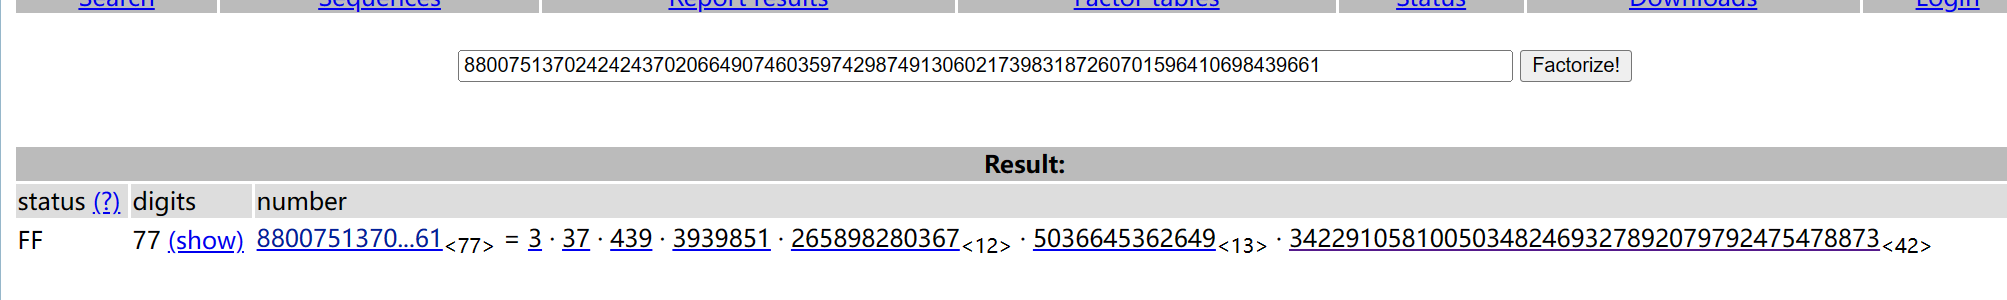 Search Sequences Report results Factor tables Status Downloads Login
88007513702424243702066490746035974298749130602173983187260701596410698439661 Factorize!
Result:
status (?) digits number
FF 77 (show) 8800751370...61<77> = 3 · 37 · 439 · 3939851 · 265898280367<12> · 5036645362649<13> · 342291058100503482469327892079792475478873<42>